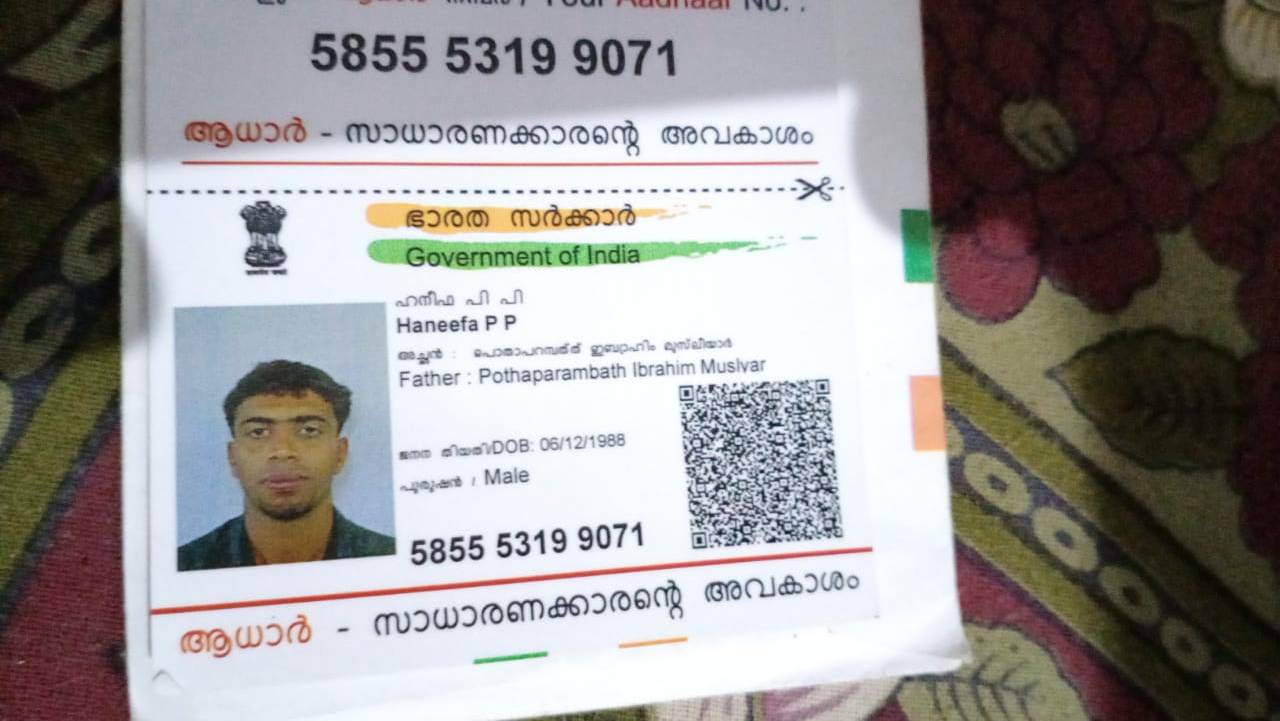 Your Aadhaar No. :
5855 5319 9071
ആധാർ - സാധാരണക്കാരന്റെ അവകാശം
ഭാരത സർക്കാർ
Government of India
ഹനീഫ പി പി
Haneefa P P
അച്ഛൻ : പൊതാപറമ്പത്ത് ഇബ്രാഹിം മുസ്ലീയാർ
Father : Pothaparambath Ibrahim Muslyar
ജനന തിയതി/DOB: 06/12/1988
പുരുഷൻ / Male
5855 5319 9071
ആധാർ - സാധാരണക്കാരന്റെ അവകാശം